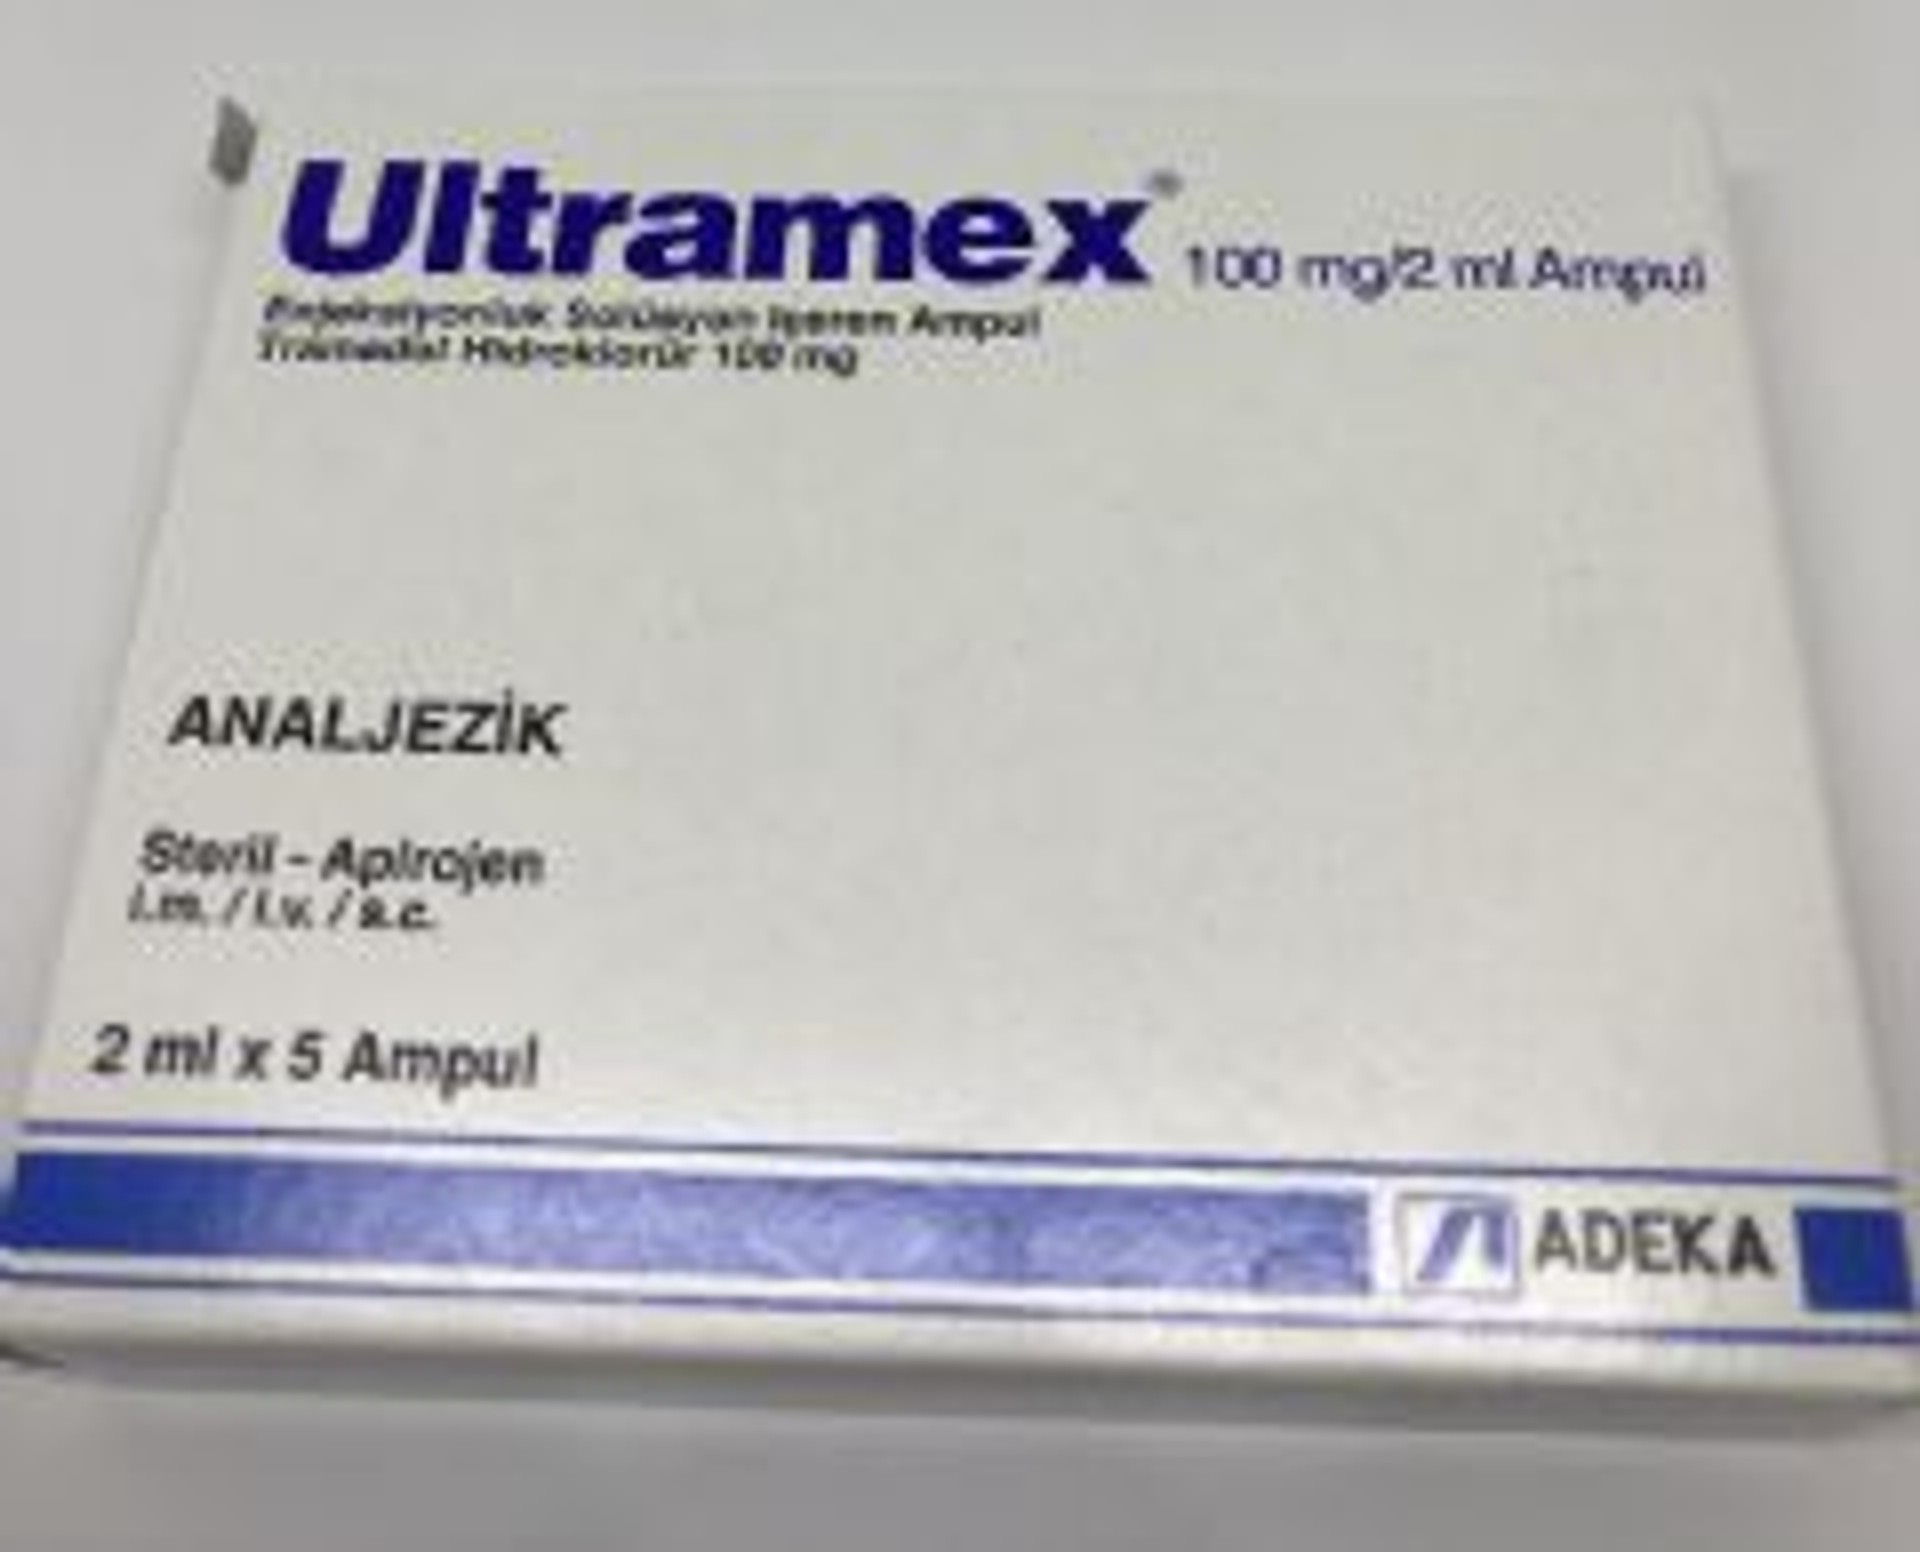 Ultramex® 100 mg/2 ml Ampul
Enjeksiyonluk Solüsyon İçeren Ampul
Tramadol Hidroklorür 100 mg
ANALJEZİK
Steril - Apirojen
i.m. / i.v. / s.c.
2 ml x 5 Ampul
ADEKA